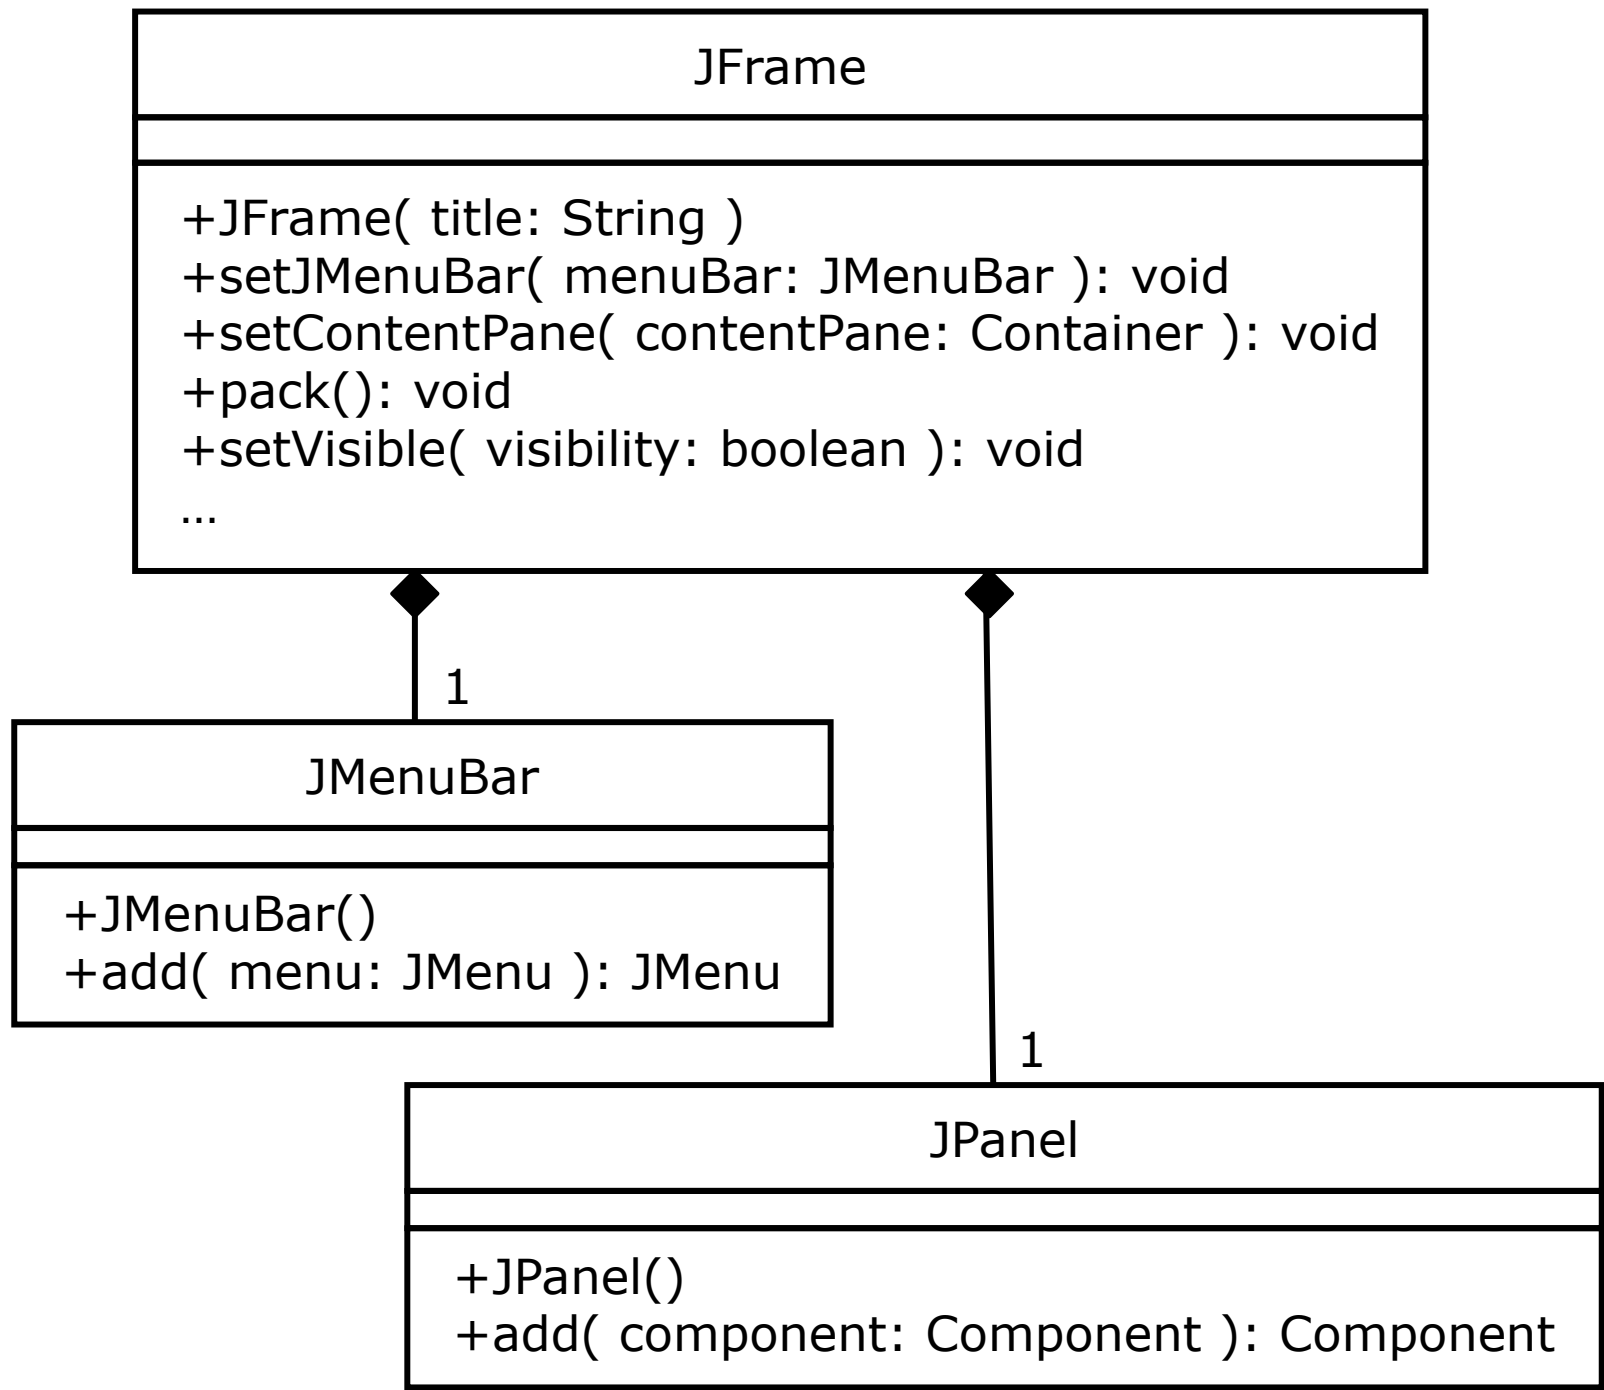 JFrame
+JFrame( title: String )
+setJMenuBar( menuBar: JMenuBar ): void
+setContentPane( contentPane: Container ): void
+pack(): void
+setVisible( visibility: boolean ): void
…
1
JMenuBar
+JMenuBar()
+add( menu: JMenu ): JMenu
1
JPanel
+JPanel()
+add( component: Component ): Component